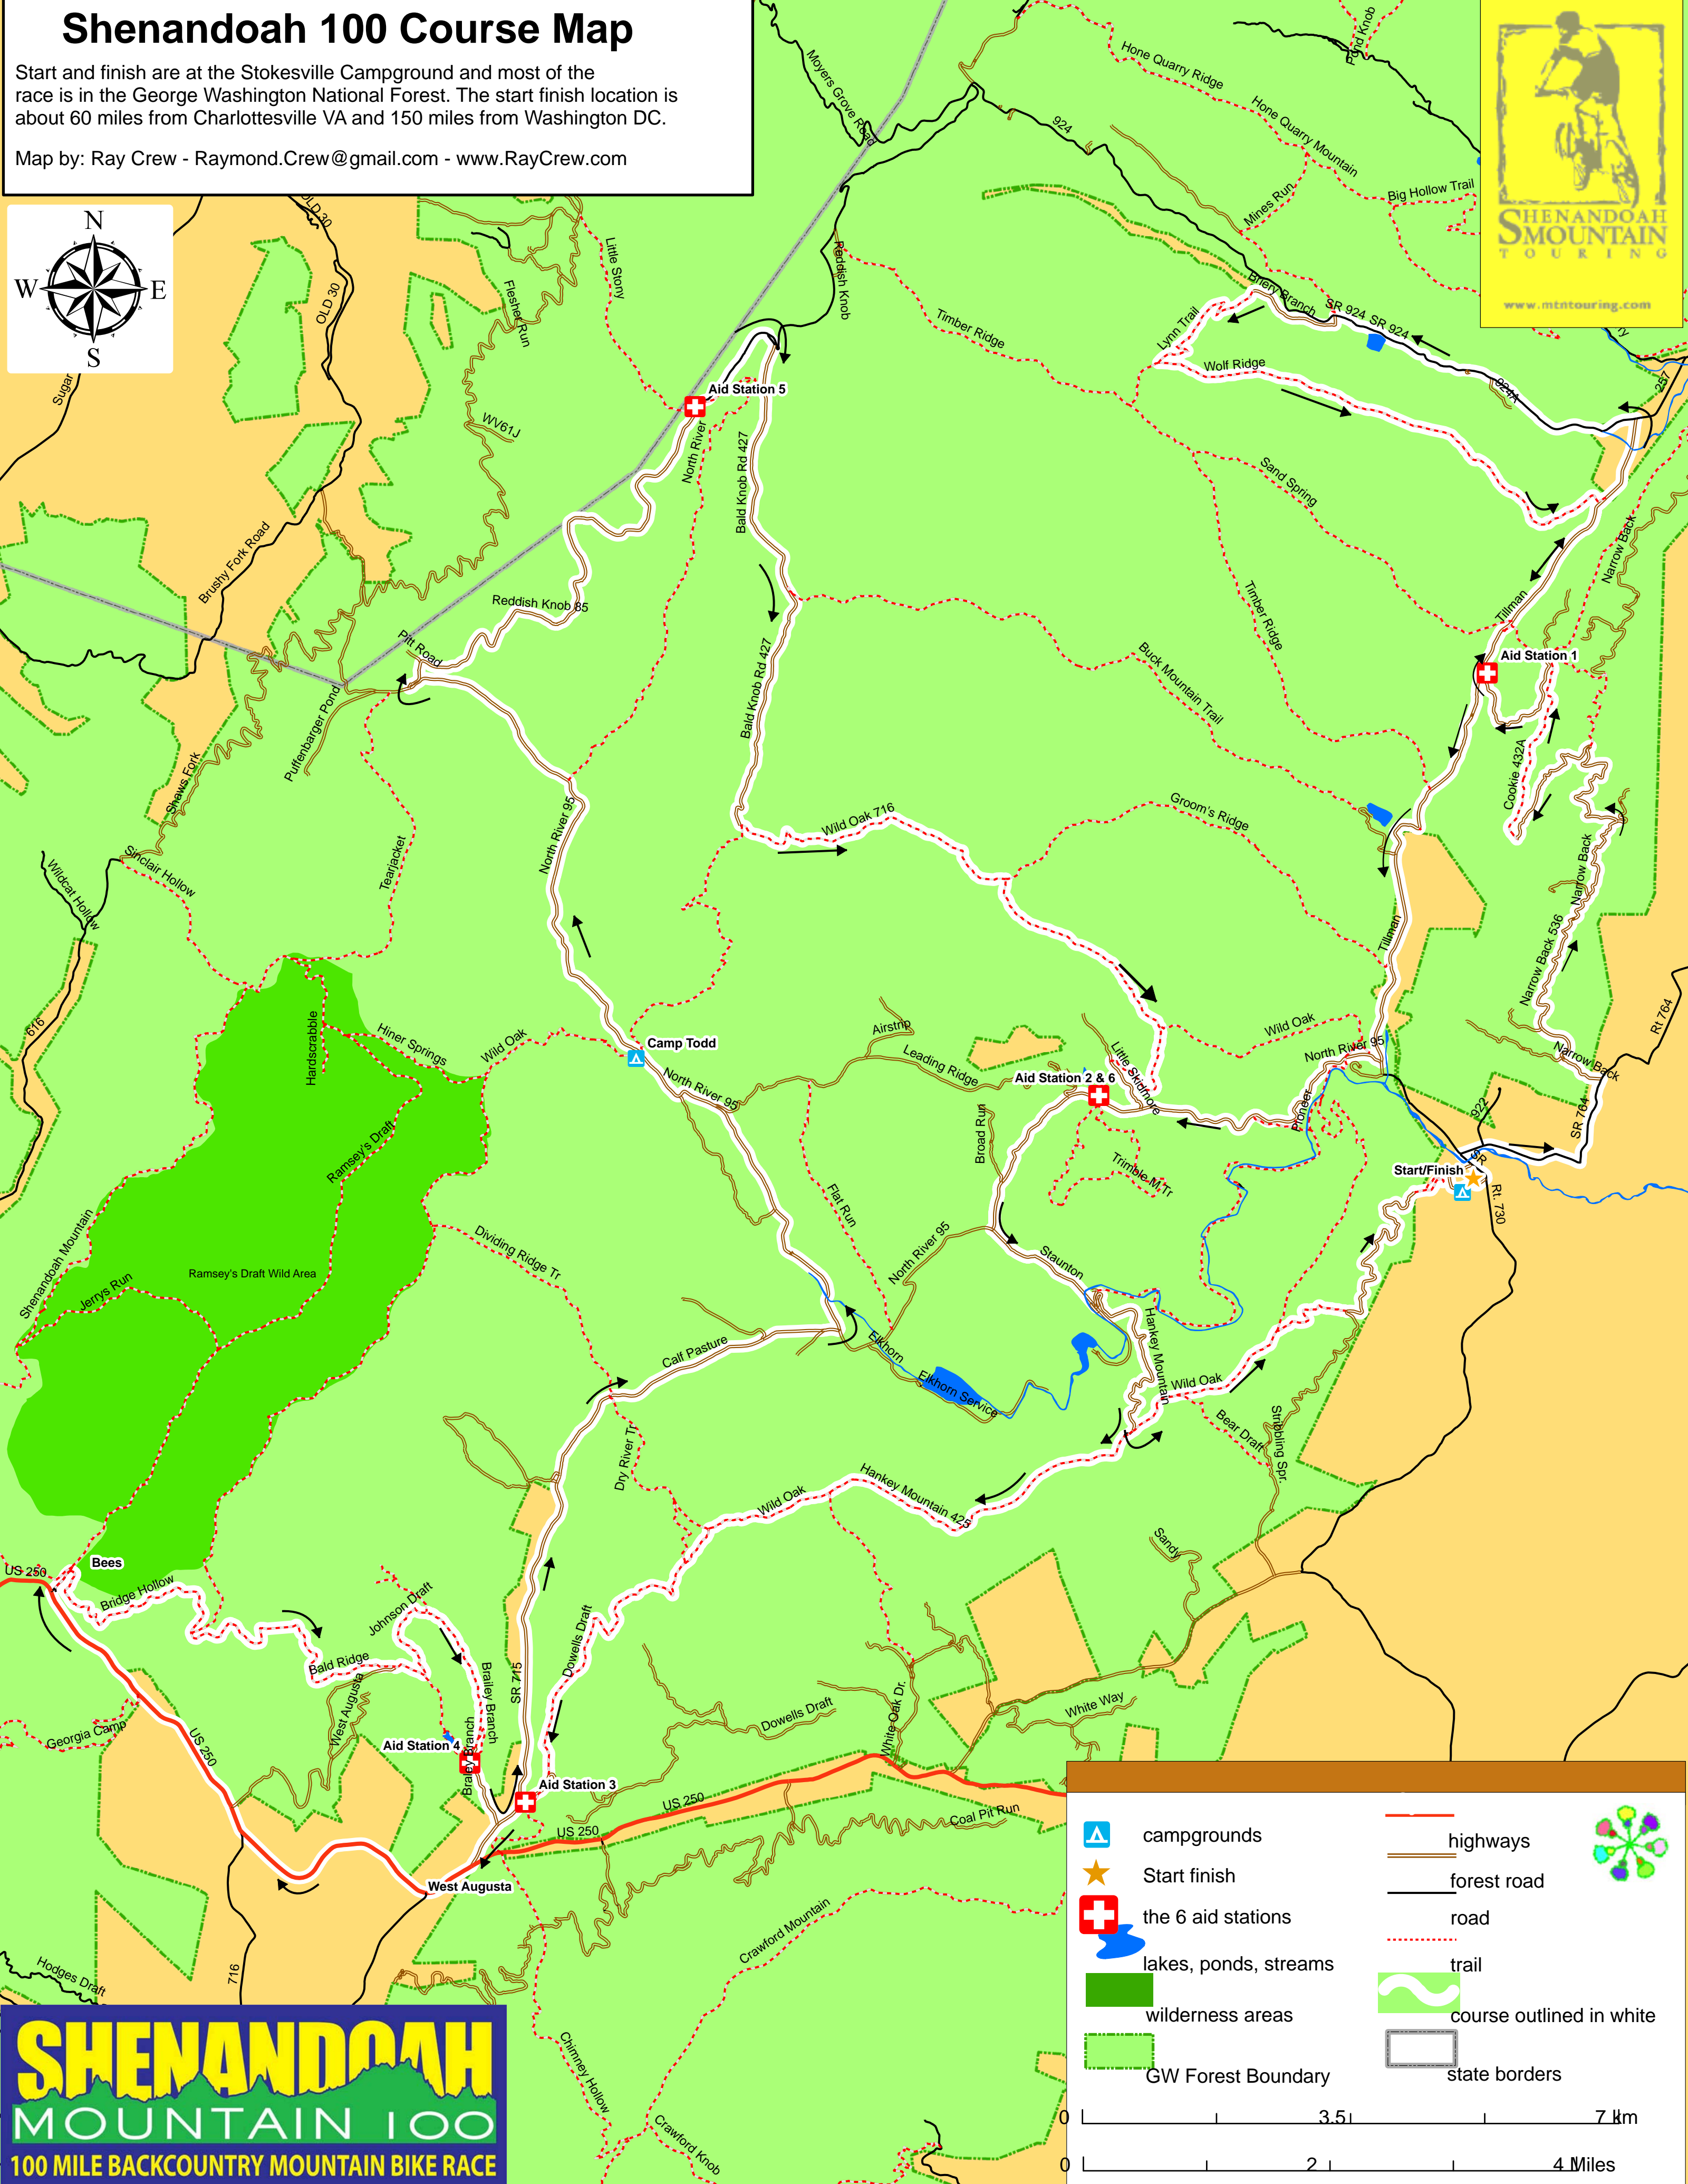 Shenandoah 100 Course Map
Start and finish are at the Stokesville Campground and most of the
race is in the George Washington National Forest. The start finish location is
about 60 miles from Charlottesville VA and 150 miles from Washington DC.
Map by: Ray Crew - Raymond.Crew@gmail.com - www.RayCrew.com
N
W
E
S
SHENANDOAH
MOUNTAIN
TOURING
www.mtntouring.com
Moyers Grove Road
Hone Quarry Ridge
Pond Knob
Hone Quarry Mountain
924
Big Hollow Trail
Mines Run
OLD 30
OLD 30
Little Stony
Reddish Knob
Flesher Run
Briery Branch
SR 924
SR 924
Lynn Trail
Timber Ridge
Wolf Ridge
924A
257
Sugar
Aid Station 5
WV61J
North River
Bald Knob Rd 427
Sand Spring
Narrow Back
Brushy Fork Road
Reddish Knob 85
Timber Ridge
Tillman
Pitt Road
Aid Station 1
Bald Knob Rd 427
Buck Mountain Trail
Puffenbarger Pond
Cookie 432A
Shaws Fork
Wild Oak 716
Groom's Ridge
North River 95
Sinclair Hollow
Tearjacket
Wildcat Hollow
Narrow Back
Tillman
Narrow Back 536
616
Hardscrabble
Hiner Springs
Wild Oak
Camp Todd
Airstrip
Wild Oak
Rt 764
Leading Ridge
Little Skidmore
North River 95
Narrow Back
North River 95
Aid Station 2 & 6
Pioneer
922
SR 764
Broad Run
Ramsey's Draft
Trimble M.Tr
SR
Start/Finish
Rt. 730
Flat Run
Shenandoah Mountain
Dividing Ridge Tr
North River 95
Staunton
Ramsey's Draft Wild Area
Jerrys Run
Hankey Mountain
Calf Pasture
Elkhorn
Elkhorn Service
Wild Oak
Bear Draft
Stribling Spr.
Dry River Tr
Hankey Mountain 425
Wild Oak
Sandy
Bees
US 250
Bridge Hollow
Johnson Draft
Dowells Draft
Bald Ridge
Brailey Branch
SR 715
West Augusta
Georgia Camp
US 250
Aid Station 4
Braley Branch
Aid Station 3
Dowells Draft
White Oak Dr.
White Way
US 250
US 250
Coal Pit Run
West Augusta
Crawford Mountain
716
Hodges Draft
Chimney Hollow
Crawford Knob
SHENANDOAH
MOUNTAIN 100
100 MILE BACKCOUNTRY MOUNTAIN BIKE RACE
campgrounds
Start finish
the 6 aid stations
lakes, ponds, streams
wilderness areas
GW Forest Boundary
highways
forest road
road
trail
course outlined in white
state borders
0 3.5 7 km
0 2 4 Miles